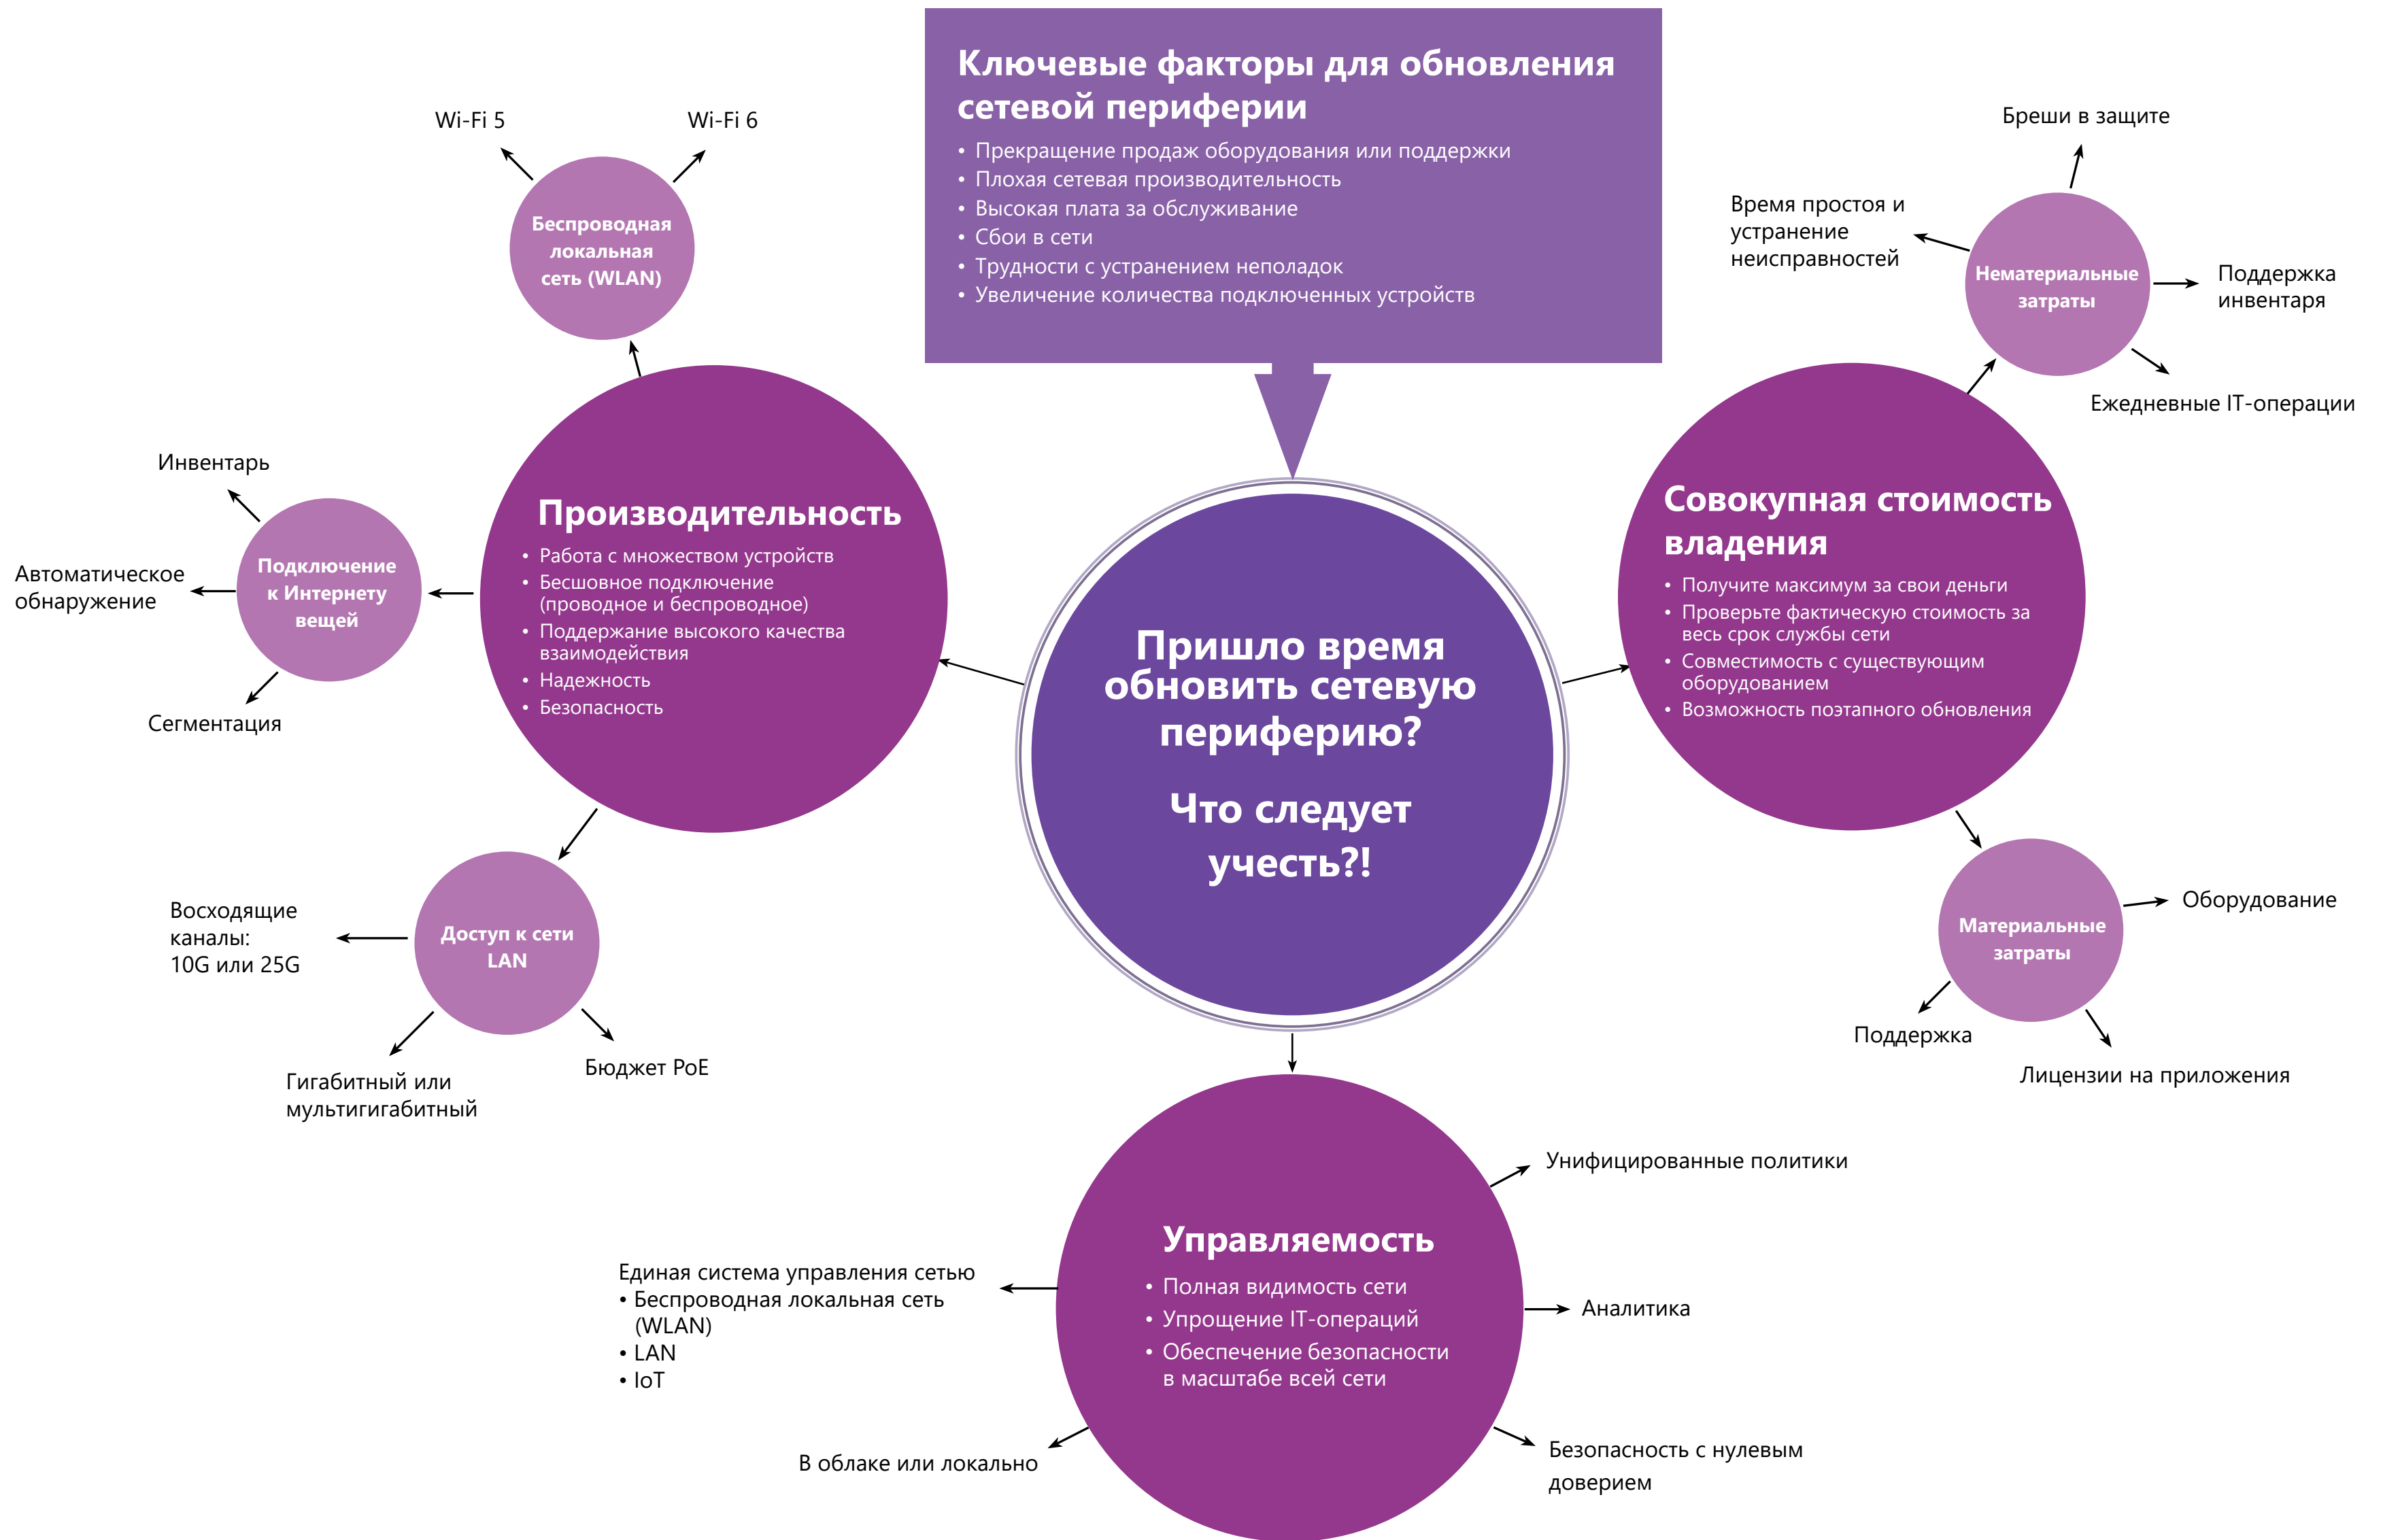 Ключевые факторы для обновления
сетевой периферии
• Прекращение продаж оборудования или поддержки
• Плохая сетевая производительность
• Высокая плата за обслуживание
• Сбои в сети
• Трудности с устранением неполадок
• Увеличение количества подключенных устройств
Wi-Fi 5
Wi-Fi 6
Беспроводная
локальная
сеть (WLAN)
Инвентарь
Автоматическое
обнаружение
Сегментация
Подключение
к Интернету
вещей
Производительность
• Работа с множеством устройств
• Бесшовное подключение
(проводное и беспроводное)
• Поддержание высокого качества
взаимодействия
• Надежность
• Безопасность
Восходящие
каналы:
10G или 25G
Доступ к сети
LAN
Гигабитный или
мультигигабитный
Бюджет PoE
Пришло время
обновить сетевую
периферию?
Что следует
учесть?!
Бреши в защите
Время простоя и
устранение
неисправностей
Нематериальные
затраты
Поддержка
инвентаря
Ежедневные IT-операции
Совокупная стоимость
владения
• Получите максимум за свои деньги
• Проверьте фактическую стоимость за
весь срок службы сети
• Совместимость с существующим
оборудованием
• Возможность поэтапного обновления
Материальные
затраты
Оборудование
Поддержка
Лицензии на приложения
Управляемость
• Полная видимость сети
• Упрощение IT-операций
• Обеспечение безопасности
в масштабе всей сети
Унифицированные политики
Аналитика
Безопасность с нулевым
доверием
Единая система управления сетью
• Беспроводная локальная сеть
(WLAN)
• LAN
• IoT
В облаке или локально